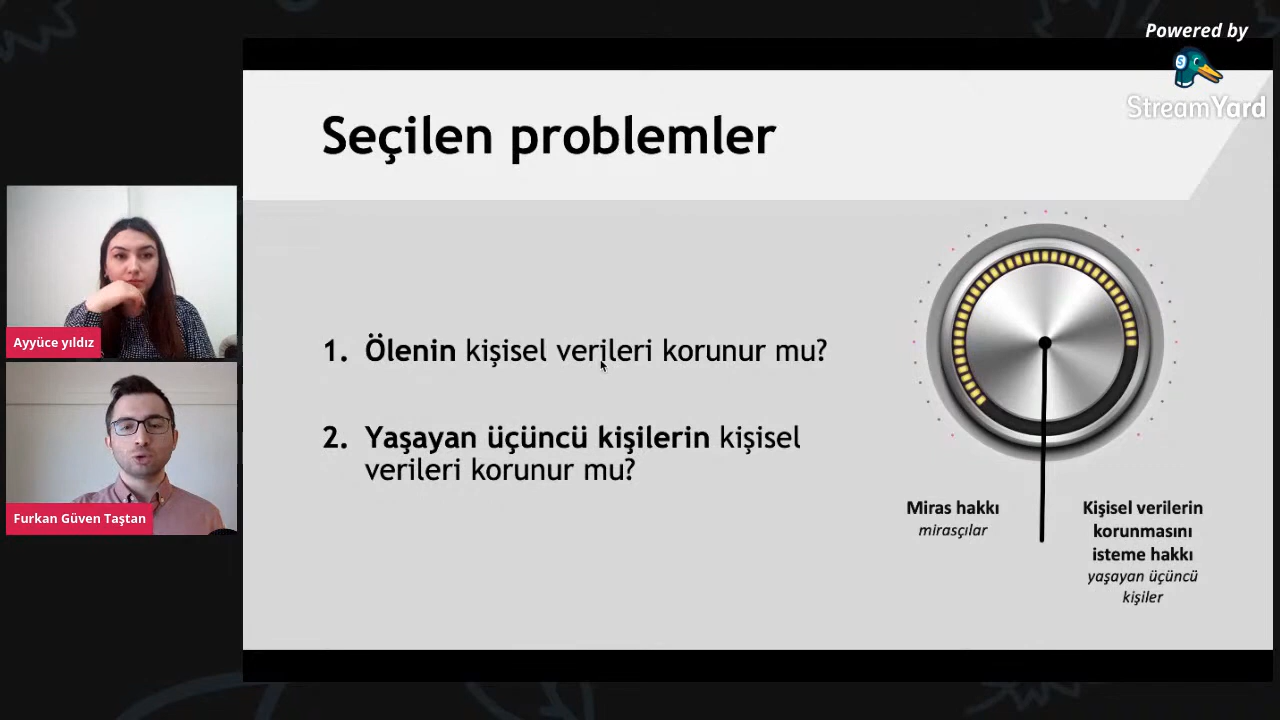 Powered by
StreamYard
Seçilen problemler
1. Ölenin kişisel verileri korunur mu?
2. Yaşayan üçüncü kişilerin kişisel
verileri korunur mu?
Miras hakkı
mirasçılar
Kişisel verilerin
korunmasını
isteme hakkı
yaşayan üçüncü
kişiler
Ayyüce yıldız
Furkan Güven Taştan